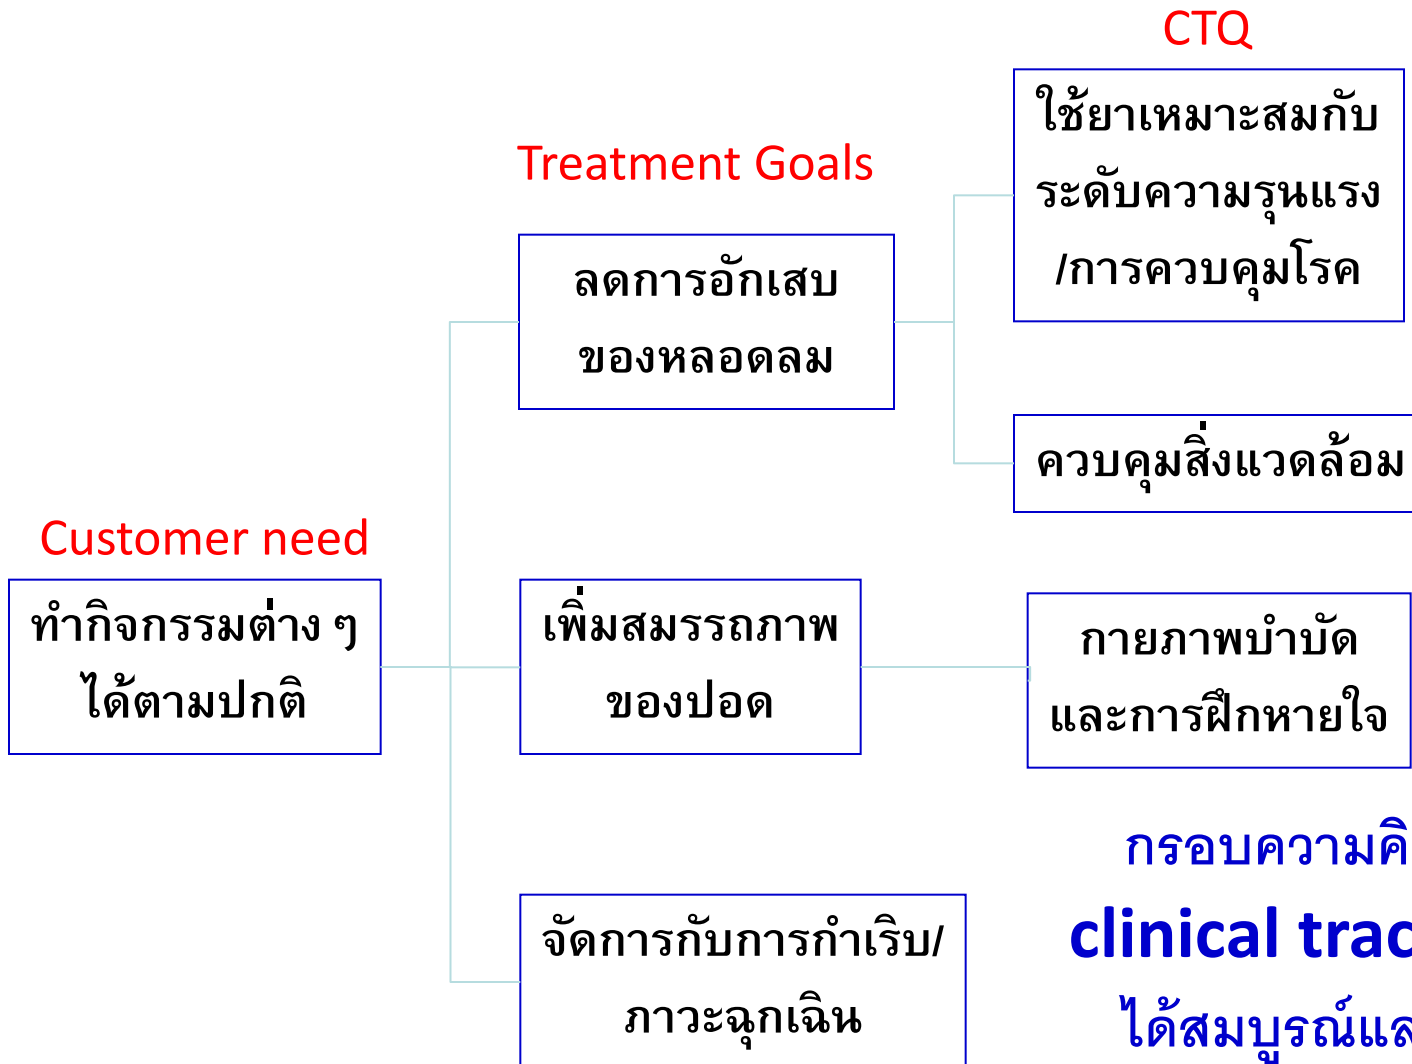 CTQ
ใช้ยาเหมาะสมกับ
ระดับความรุนแรง
/การควบคุมโรค
Treatment Goals
ลดการอักเสบ
ของหลอดลม
ควบคุมสิ่งแวดล้อม
Customer need
ทำกิจกรรมต่าง ๆ
ได้ตามปกติ
เพิ่มสมรรถภาพ
ของปอด
กายภาพบำบัด
และการฝึกหายใจ
จัดการกับการกำเริบ/
ภาวะฉุกเฉิน
กรอบความคิ
clinical trac
ได้สมบูรณ์แล